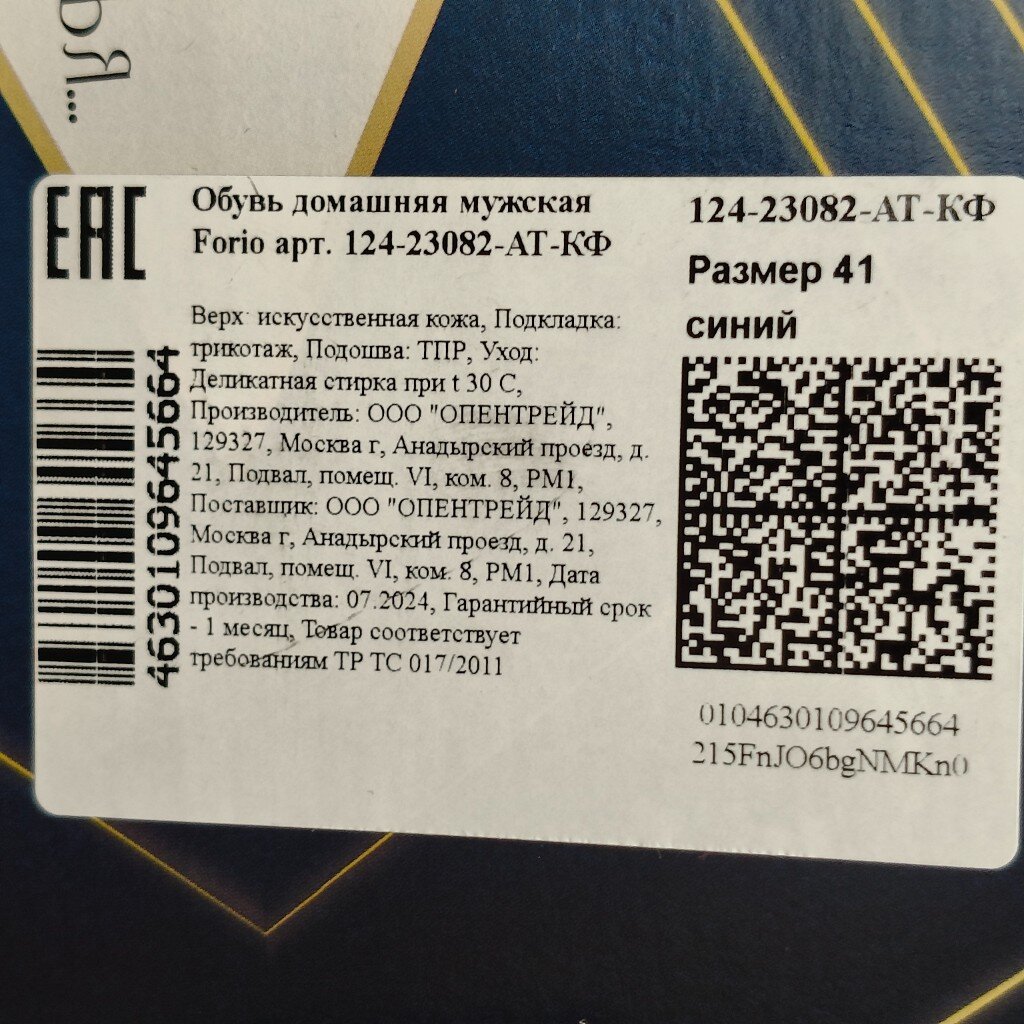 ья...
EAC
Обувь домашняя мужская
Forio арт. 124-23082-АТ-КФ
124-23082-АТ-КФ
Размер 41
синий
Верх: искусственная кожа, Подкладка:
трикотаж, Подошва: ТПР, Уход:
Деликатная стирка при t 30 С,
Производитель: ООО "ОПЕНТРЕЙД",
129327, Москва г, Анадырский проезд, д.
21, Подвал, помещ. VI, ком. 8, РМ1,
Поставщик: ООО "ОПЕНТРЕЙД", 129327,
Москва г, Анадырский проезд, д. 21,
Подвал, помещ. VI, ком. 8, РМ1, Дата
производства: 07.2024, Гарантийный срок
- 1 месяц, Товар соответствует
требованиям ТР ТС 017/2011
4630109645664
0104630109645664
215FnJO6bgNMKn0